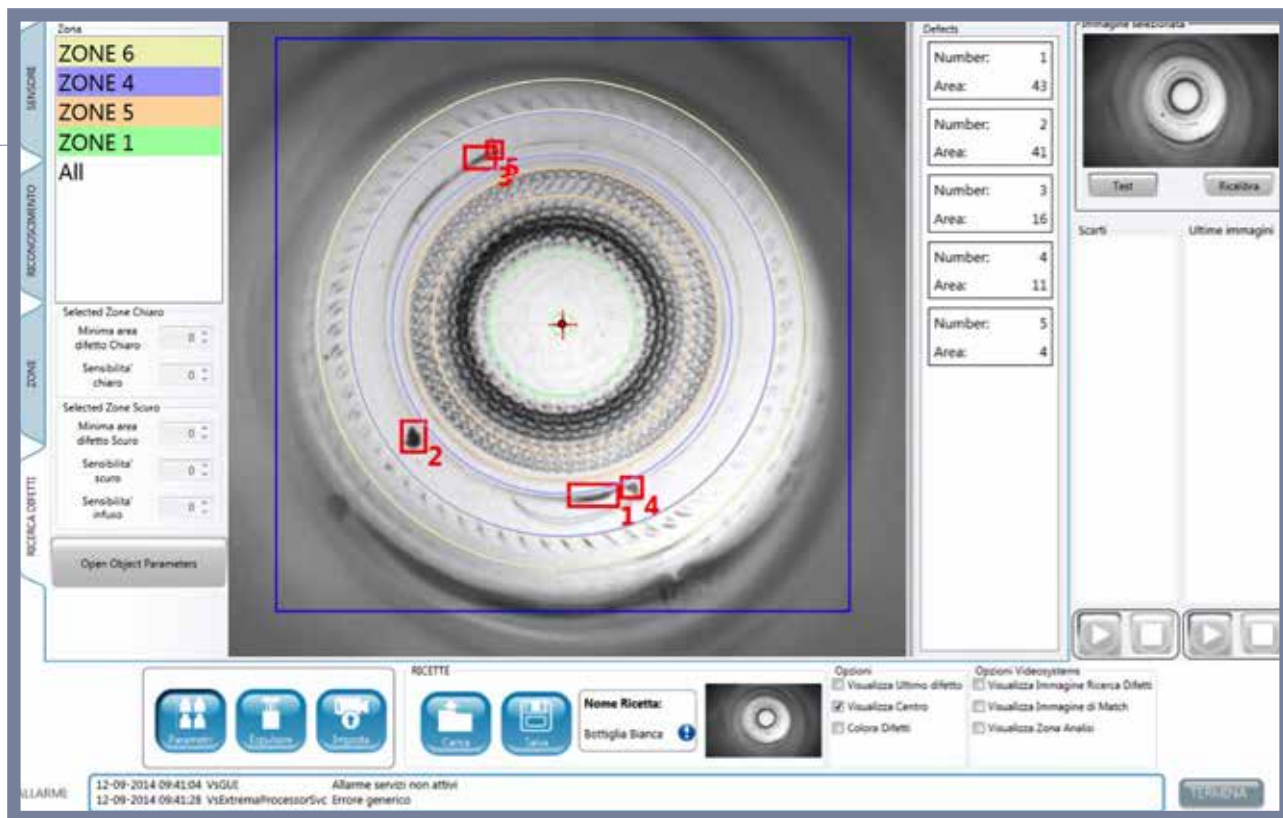 Zona
ZONE 6
ZONE 4
ZONE 5
ZONE 1
All
SENSORE
RICONOSCIMENTO
ZONE
RICERCA DIFETTI
Selected Zone Chiaro
Minima area
difetto Chiaro
0
Sensibilita'
chiaro
0
Selected Zone Scuro
Minima area
difetto Scuro
0
Sensibilita'
scuro
0
Sensibilita'
infuso
0
Open Object Parameters
5
3
2
1
4
Defects
Number: 1
Area: 43
Number: 2
Area: 41
Number: 3
Area: 16
Number: 4
Area: 11
Number: 5
Area: 4
Immagine selezionata
Test
Ricalibra
Scarti
Ultime immagini
Parametri
Espulsore
Imposta
RICETTE
Carica
Salva
Nome Ricetta:
Bottiglia Bianca
Opzioni
Visualizza Ultimo difetto
Visualizza Centro
Colora Difetti
Opzioni Videosystems
Visualizza Immagine Ricerca Difetti
Visualizza Immagine di Match
Visualizza Zona Analisi
ALLARME
12-09-2014 09:41:04 VsGUI Allarme servizi non attivi
12-09-2014 09:41:28 VsExtremaProcessorSvc Errore generico
TERMINA